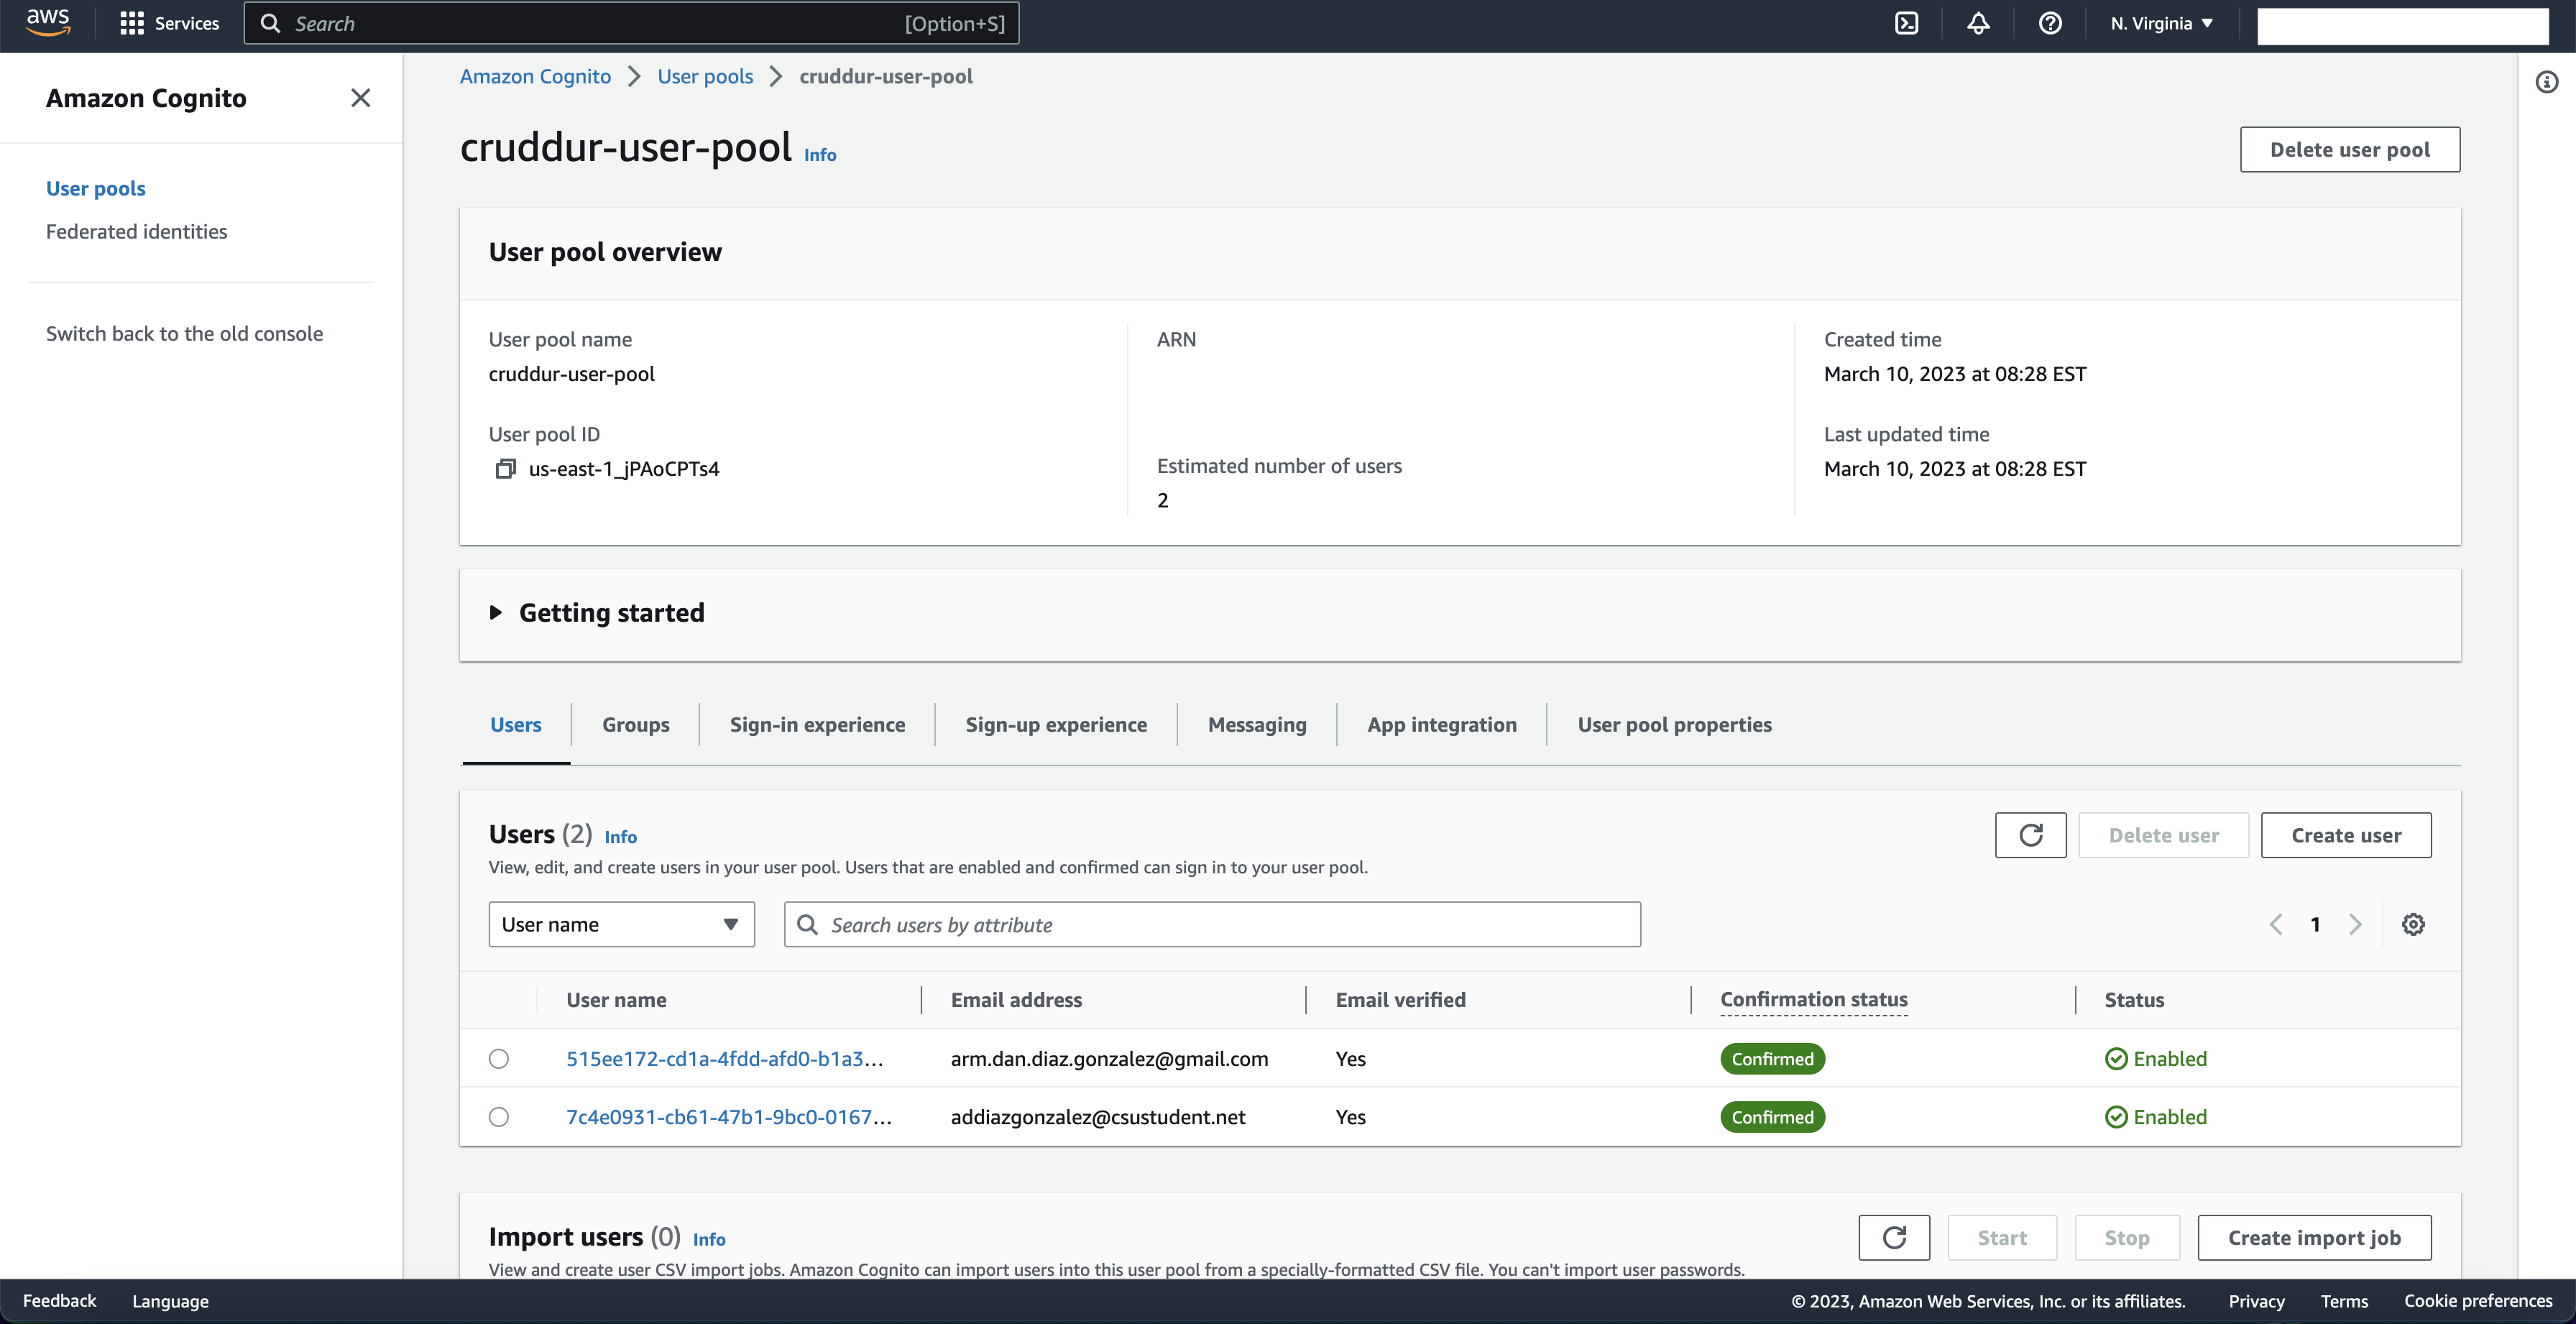 aws
Services
Search
[Option+S]
N. Virginia
Amazon Cognito
User pools
Federated identities
Switch back to the old console
Amazon Cognito
User pools
cruddur-user-pool
cruddur-user-pool Info
Delete user pool
User pool overview
User pool name
cruddur-user-pool
User pool ID
us-east-1_jPAoCPTs4
ARN
Estimated number of users
2
Created time
March 10, 2023 at 08:28 EST
Last updated time
March 10, 2023 at 08:28 EST
Getting started
Users
Groups
Sign-in experience
Sign-up experience
Messaging
App integration
User pool properties
Users (2) Info
View, edit, and create users in your user pool. Users that are enabled and confirmed can sign in to your user pool.
Delete user
Create user
User name
Search users by attribute
1
User name
Email address
Email verified
Confirmation status
Status
515ee172-cd1a-4fdd-afd0-b1a3...
arm.dan.diaz.gonzalez@gmail.com
Yes
Confirmed
Enabled
7c4e0931-cb61-47b1-9bc0-0167...
addiazgonzalez@csustudent.net
Yes
Confirmed
Enabled
Import users (0) Info
View and create user CSV import jobs. Amazon Cognito can import users into this user pool from a specially-formatted CSV file. You can't import user passwords.
Start
Stop
Create import job
Feedback
Language
© 2023, Amazon Web Services, Inc. or its affiliates.
Privacy
Terms
Cookie preferences